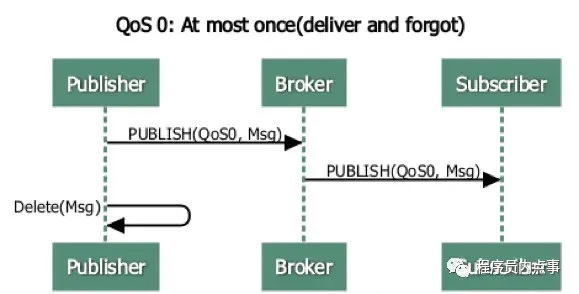 QoS 0: At most once(deliver and forgot)
Publisher
Broker
Subscriber
PUBLISH(QoS0, Msg)
PUBLISH(QoS0, Msg)
Delete(Msg)
Publisher
Broker
程序员的点事